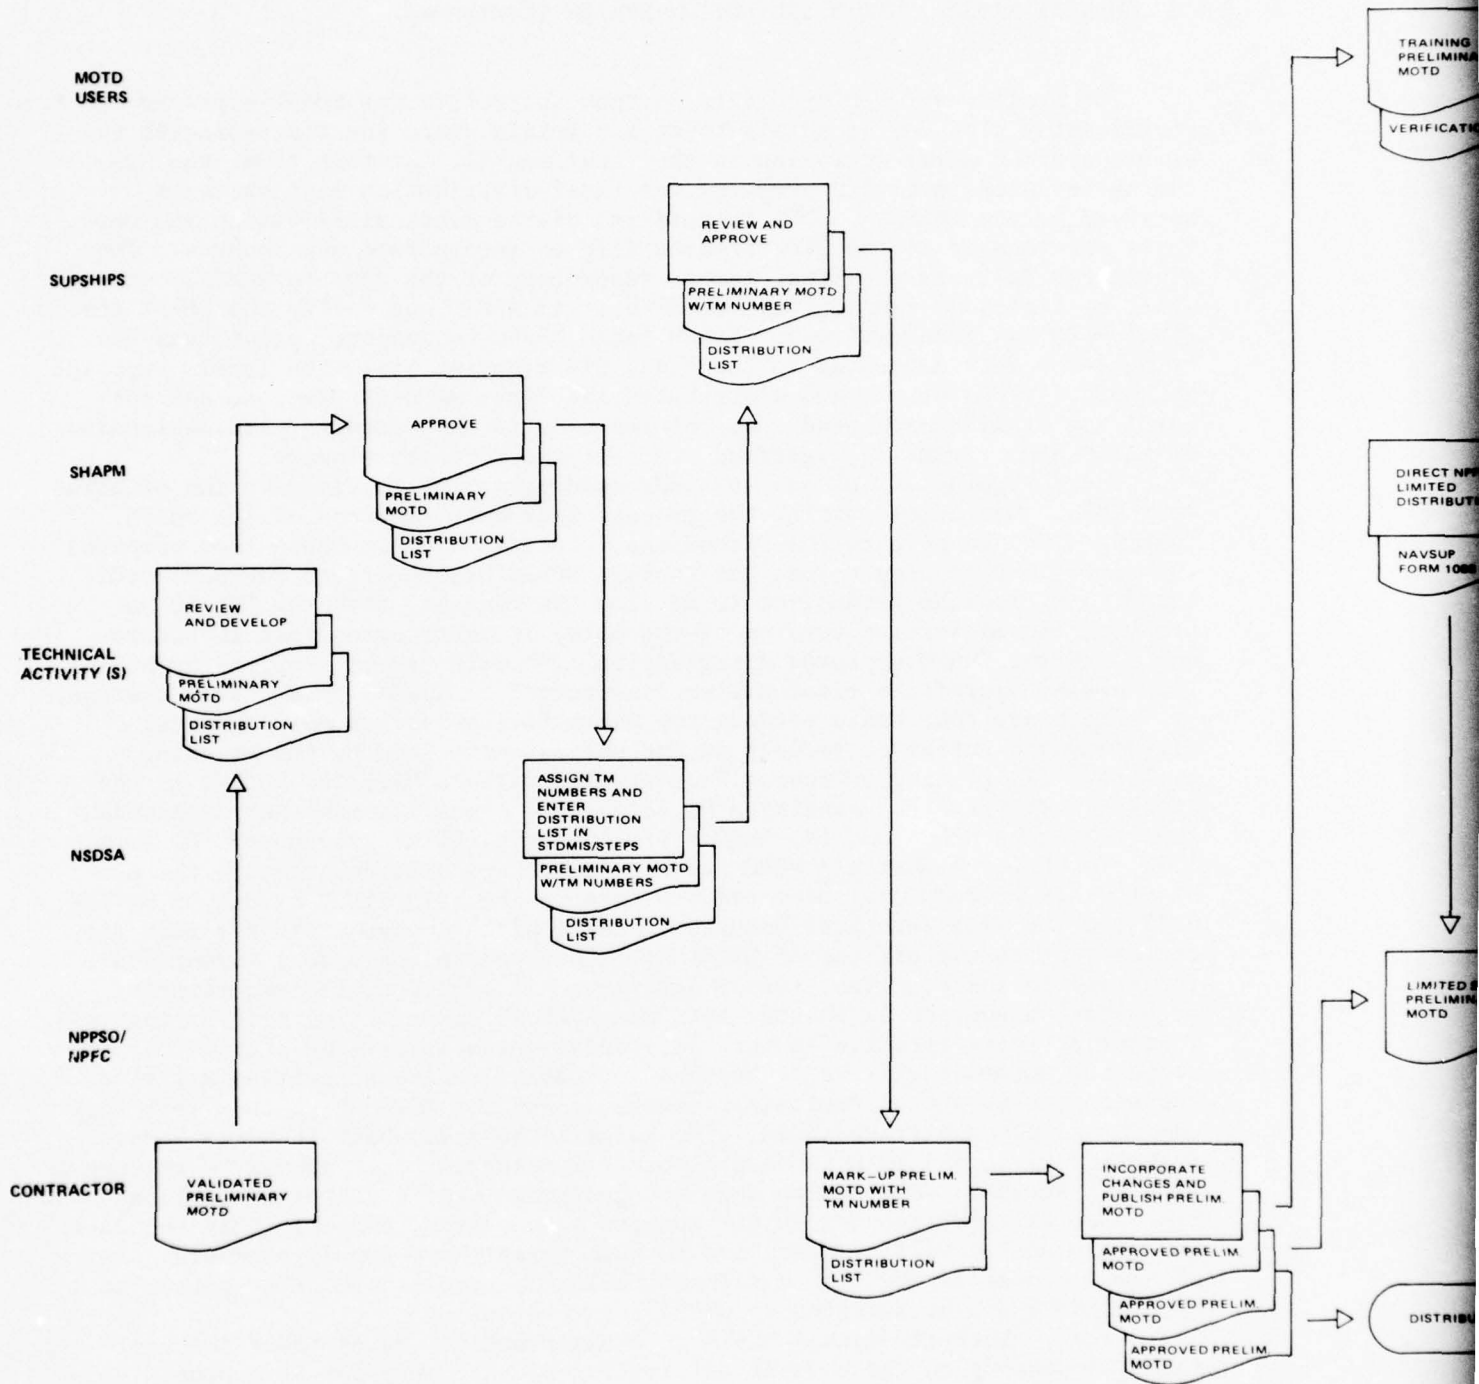 MOTD
USERS
TRAINING
MOTD
REVIEW AND
APPROVE
SUPSHIPS
PRELIMINARY MOTD
W/TM NUMBER
DISTRIBUTION
LIST
APPROVE
SHAPM
PRELIMINARY
MOTD
DISTRIBUTION
LIST
DIRECT
LIMITED
NAVSUP
FORM
REVIEW
AND DEVELOP
TECHNICAL
ACTIVITY (S)
PRELIMINARY
MOTD
DISTRIBUTION
LIST
ASSIGN TM
NUMBERS AND
ENTER
DISTRIBUTION
LIST IN
STDMIS/STEPS
NSDSA
PRELIMINARY MOTD
W/TM NUMBERS
DISTRIBUTION
LIST
LIMITED
MOTD
NPPSO/
NPFC
CONTRACTOR
VALIDATED
PRELIMINARY
MOTD
MARK-UP PRELIM.
MOTD WITH
TM NUMBER
DISTRIBUTION
LIST
INCORPORATE
CHANGES AND
PUBLISH PRELIM.
MOTD
APPROVED PRELIM.
MOTD
APPROVED PRELIM.
MOTD
APPROVED PRELIM.
MOTD